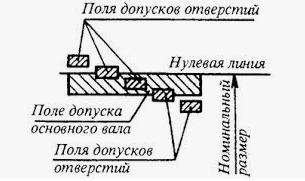 Поля допусков отверстий
Нулевая линия
Поле допуска
основного вала
Поля допусков
отверстий
Номинальный
размер